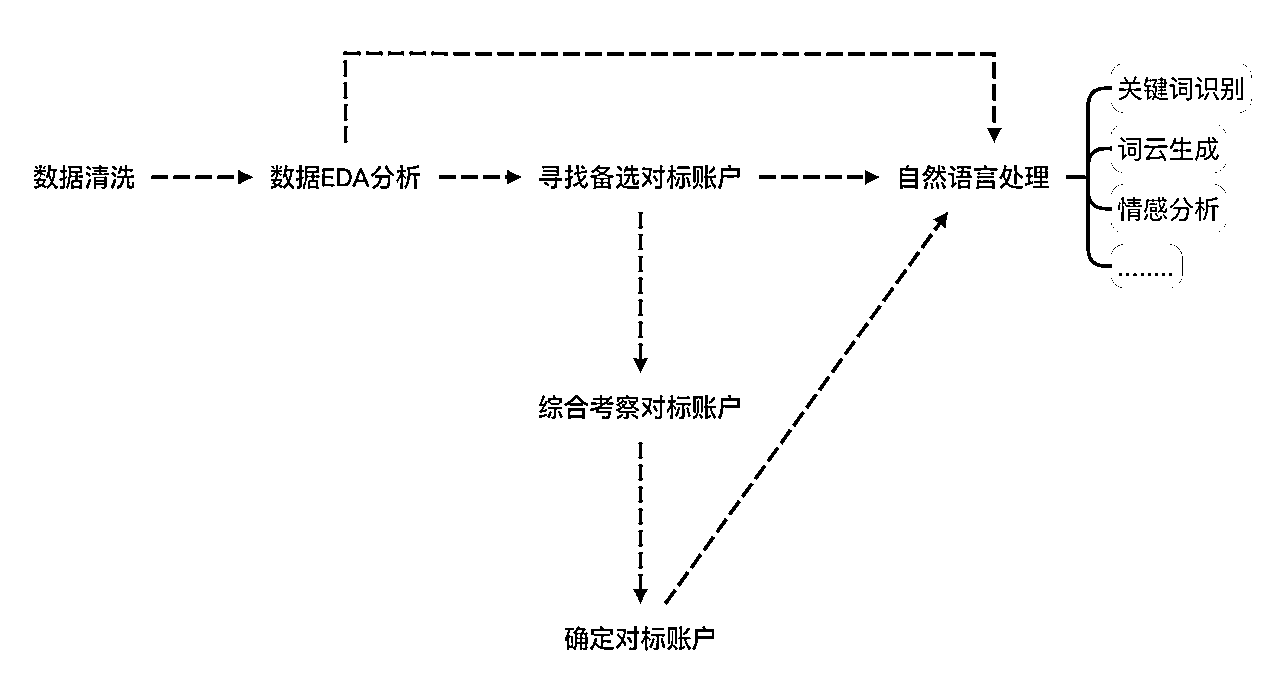 关键词识别
词云生成
数据清洗
数据EDA分析
寻找备选对标账户
自然语言处理
情感分析
........
综合考察对标账户
确定对标账户